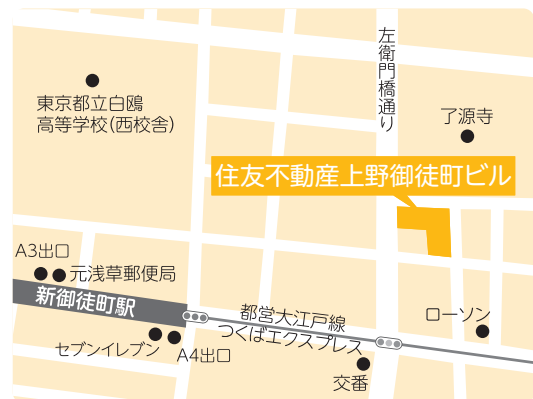 左衛門橋通り
東京都立白鴎
高等学校(西校舎)
了源寺
住友不動産上野御徒町ビル
A3出口
元浅草郵便局
新御徒町駅
都営大江戸線
つくばエクスプレス
ローソン
セブンイレブン
A4出口
交番